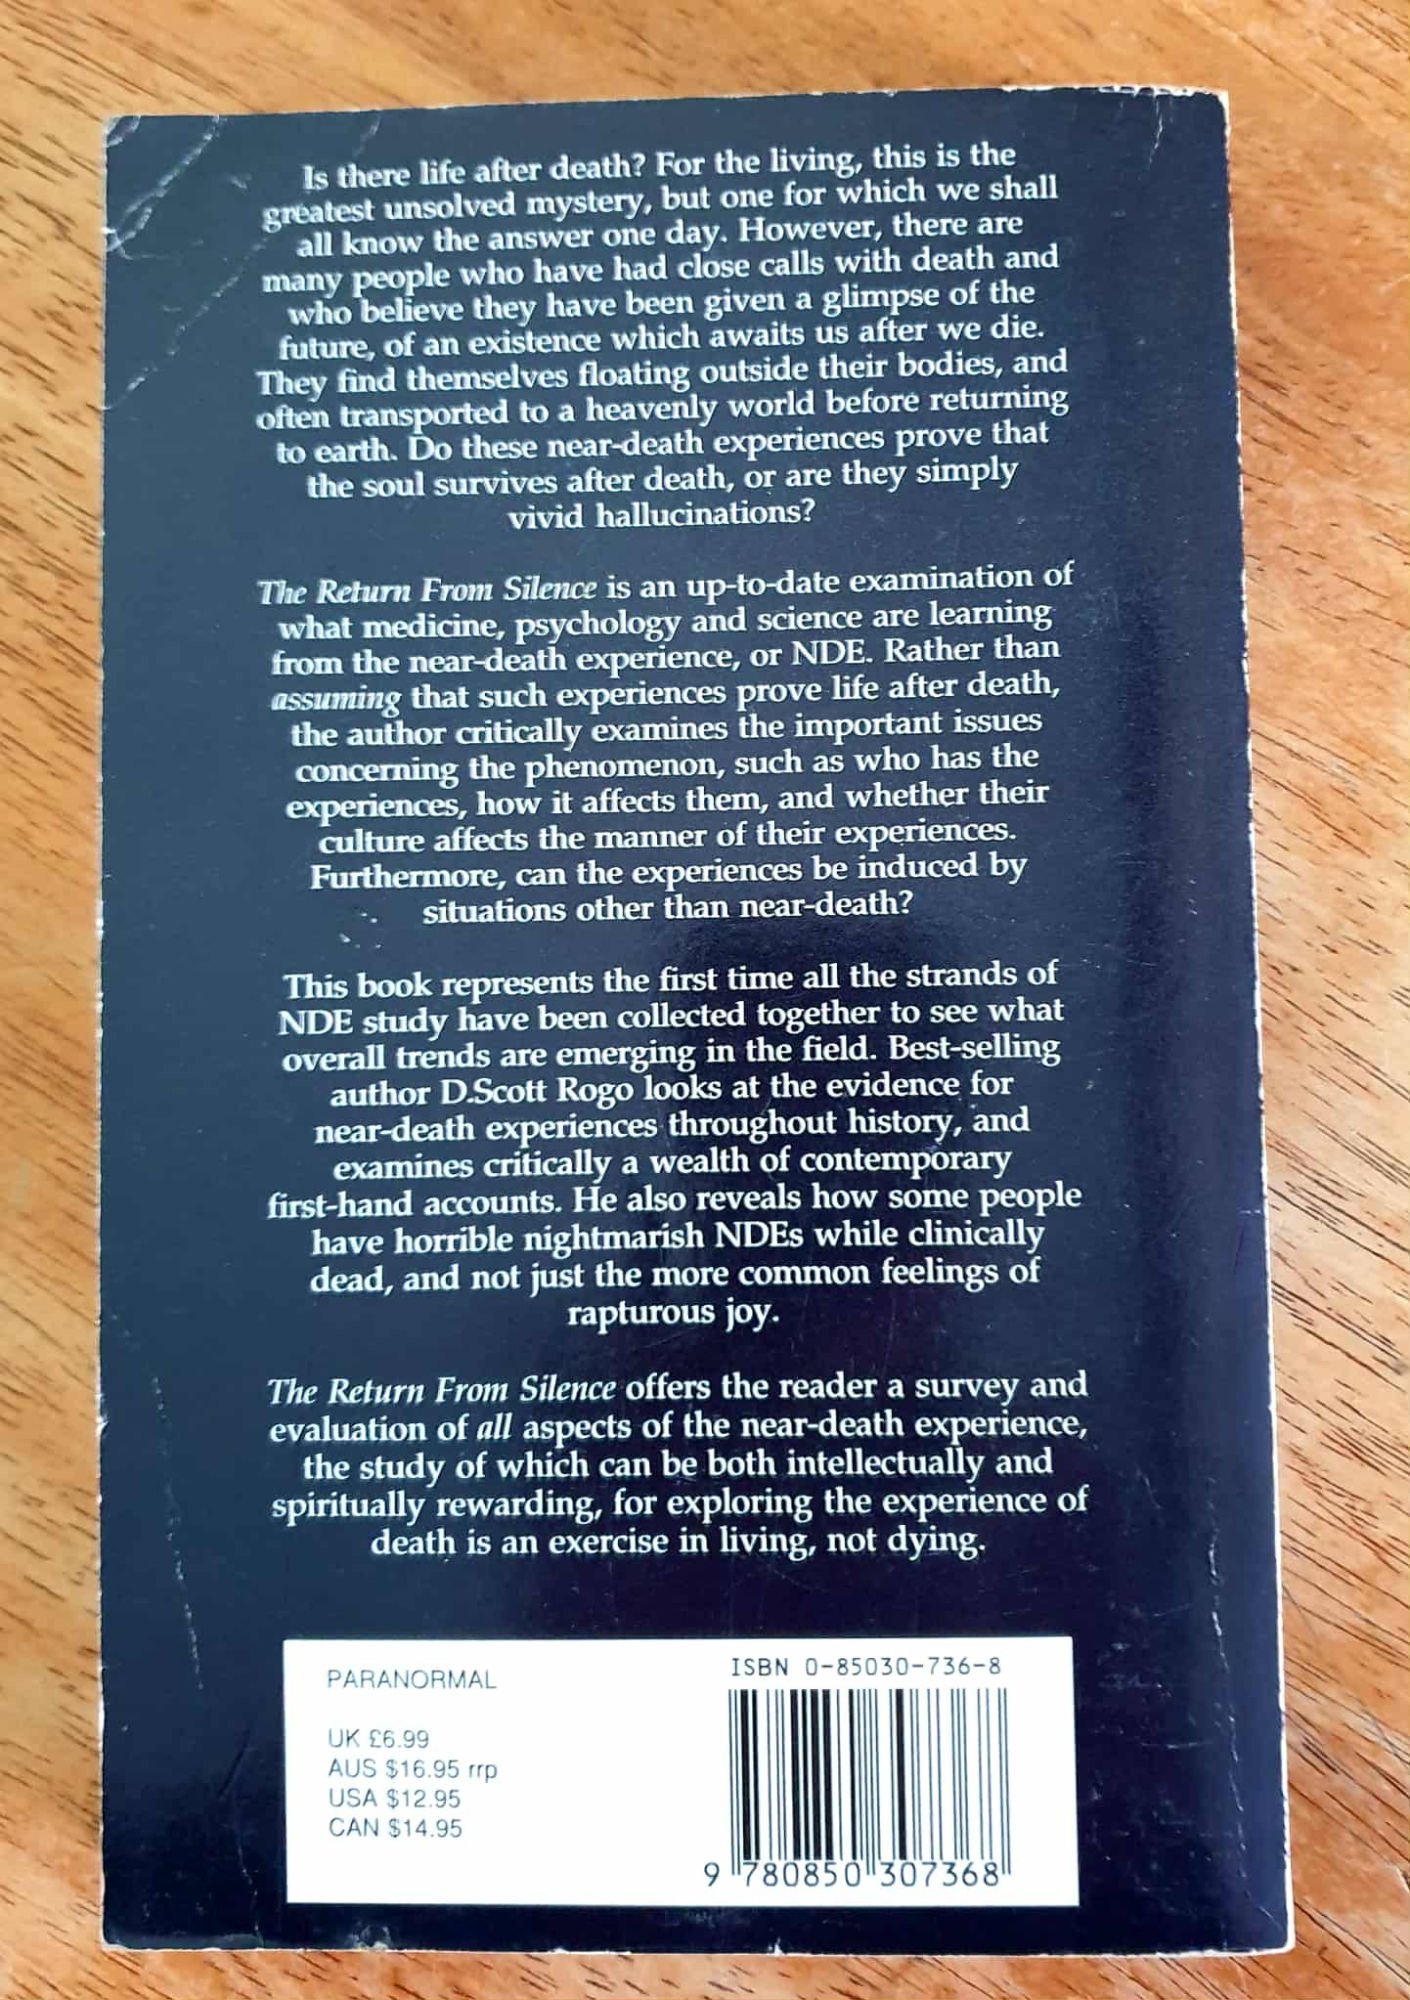 Is there life after death? For the living, this is the
greatest unsolved mystery, but one for which we shall
all know the answer one day. However, there are
many people who have had close calls with death and
who believe they have been given a glimpse of the
future, of an existence which awaits us after we die.
They find themselves floating outside their bodies, and
often transported to a heavenly world before returning
to earth. Do these near-death experiences prove that
the soul survives after death, or are they simply
vivid hallucinations?
The Return From Silence is an up-to-date examination of
what medicine, psychology and science are learning
from the near-death experience, or NDE. Rather than
assuming that such experiences prove life after death,
the author critically examines the important issues
concerning the phenomenon, such as who has the
experiences, how it affects them, and whether their
culture affects the manner of their experiences.
Furthermore, can the experiences be induced by
situations other than near-death?
This book represents the first time all the strands of
NDE study have been collected together to see what
overall trends are emerging in the field. Best-selling
author D.Scott Rogo looks at the evidence for
near-death experiences throughout history, and
examines critically a wealth of contemporary
first-hand accounts. He also reveals how some people
have horrible nightmarish NDEs while clinically
dead, and not just the more common feelings of
rapturous joy.
The Return From Silence offers the reader a survey and
evaluation of all aspects of the near-death experience,
the study of which can be both intellectually and
spiritually rewarding, for exploring the experience of
death is an exercise in living, not dying.
PARANORMAL
UK £6.99
AUS $16.95 rrp
USA $12.95
CAN $14.95
ISBN 0-85030-736-8
9 780850 307368